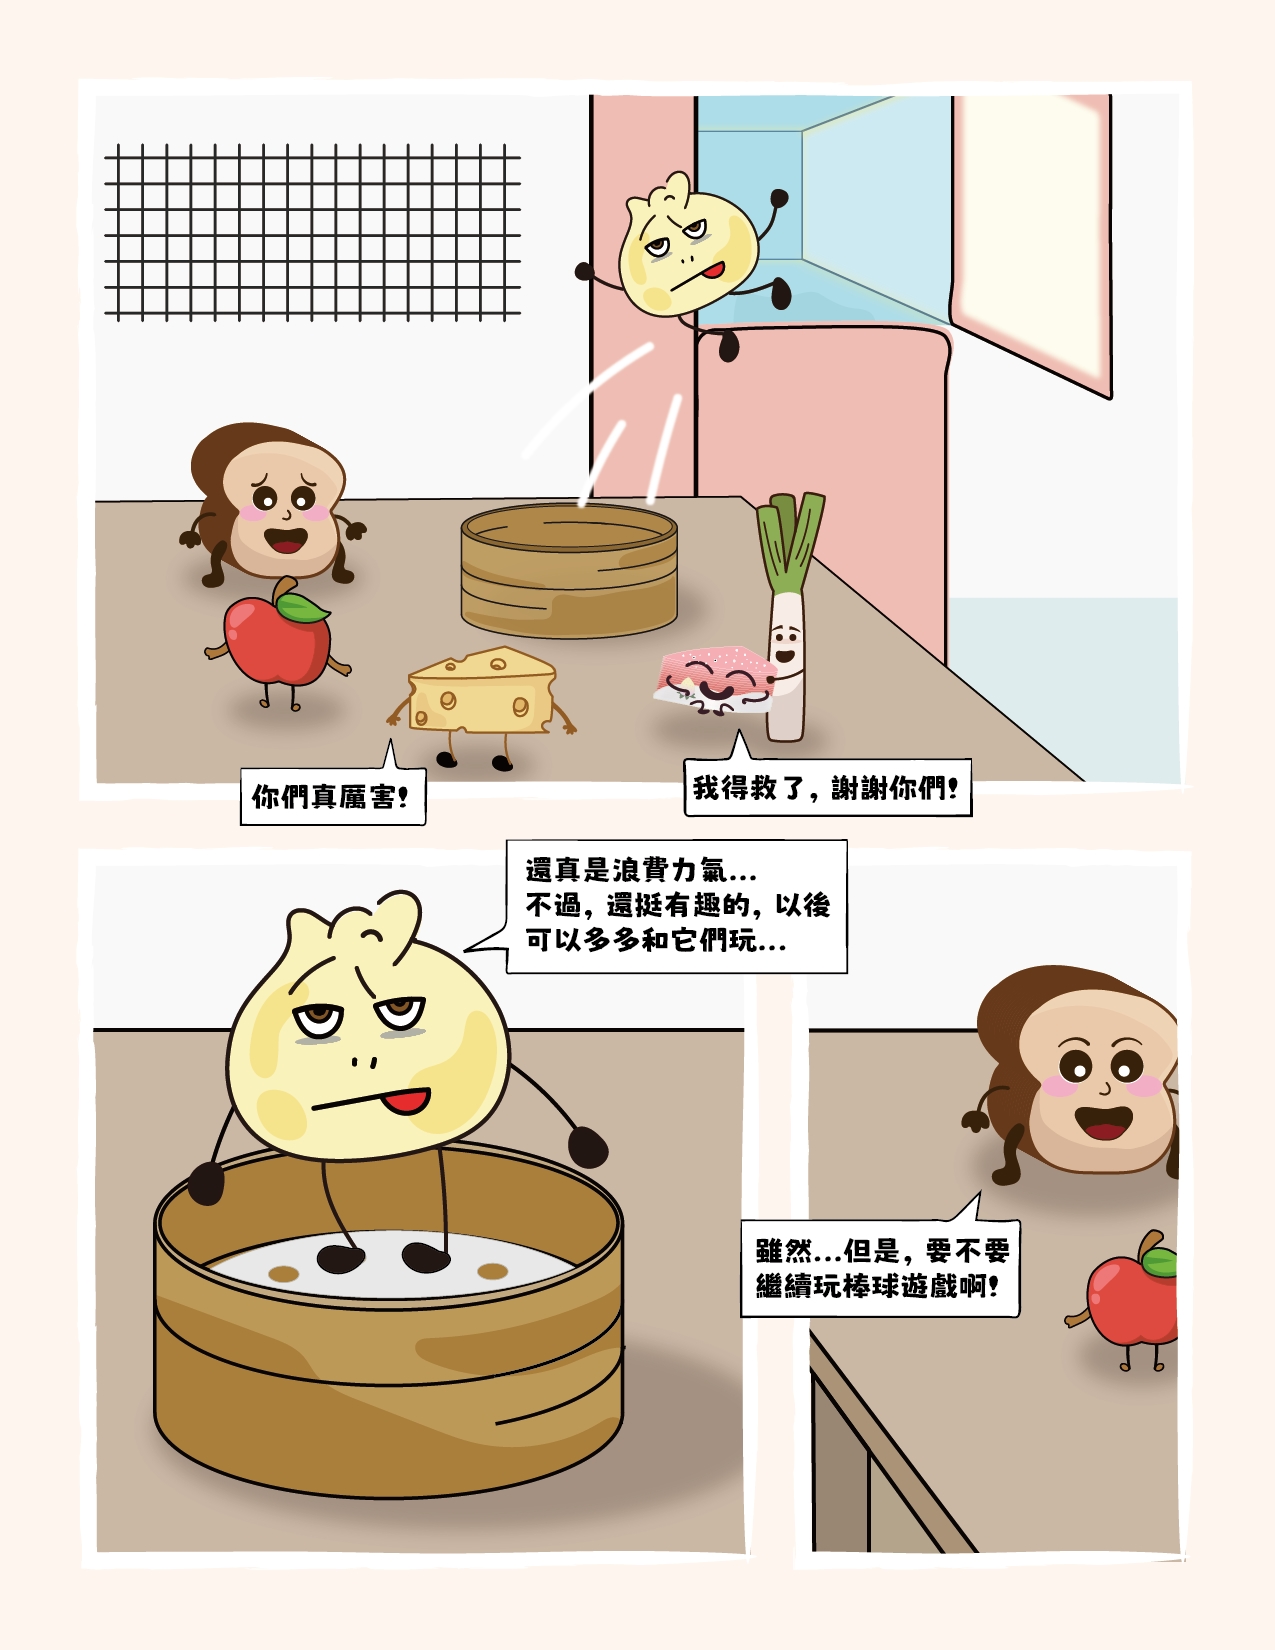 你們真厲害!
我得救了, 謝謝你們!
還真是浪費力氣...
不過, 還挺有趣的, 以後
可以多多和它們玩...
雖然...但是, 要不要
繼續玩棒球遊戲啊!